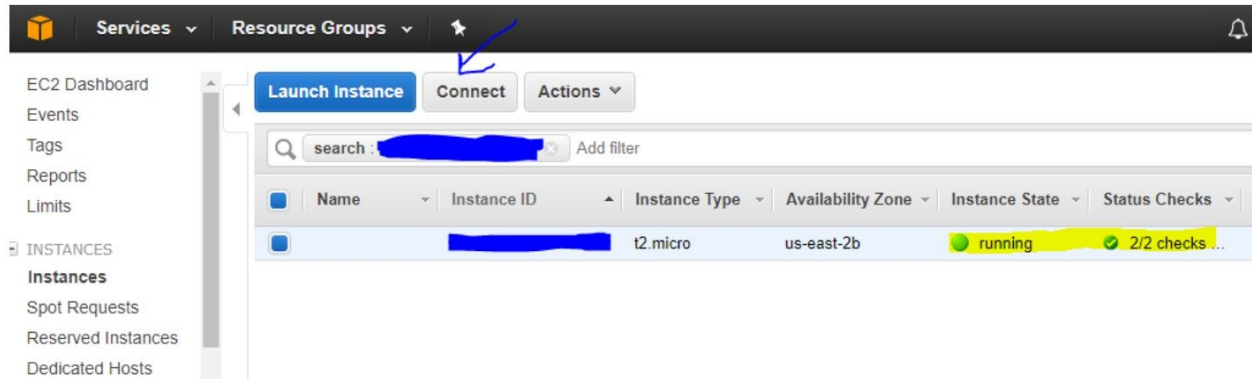 Services Resource Groups
EC2 Dashboard
Events
Tags
Reports
Limits
INSTANCES
Instances
Spot Requests
Reserved Instances
Dedicated Hosts
Launch Instance Connect Actions
search : Add filter
Name Instance ID Instance Type Availability Zone Instance State Status Checks
t2.micro us-east-2b running 2/2 checks ...